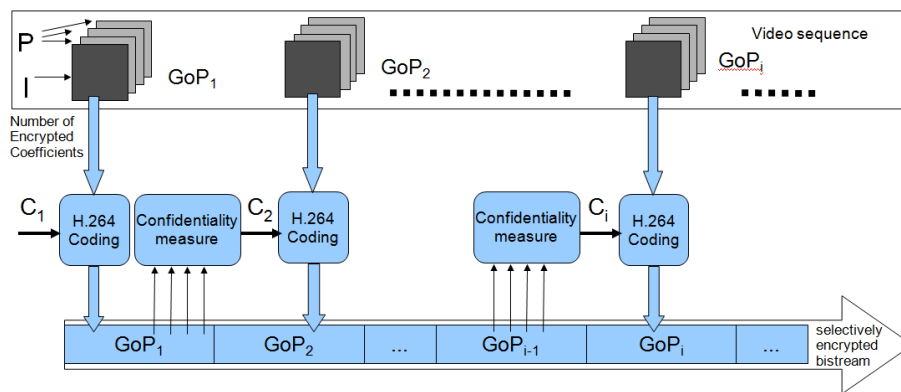 P
I
GoP₁
GoP₂
Video sequence
GoPᵢ
Number of
Encrypted
Coefficients
C₁
H.264
Coding
Confidentiality
measure
C₂
H.264
Coding
Confidentiality
measure
Cᵢ
H.264
Coding
GoP₁
GoP₂
...
GoPᵢ₋₁
GoPᵢ
...
selectively
encrypted
bistream